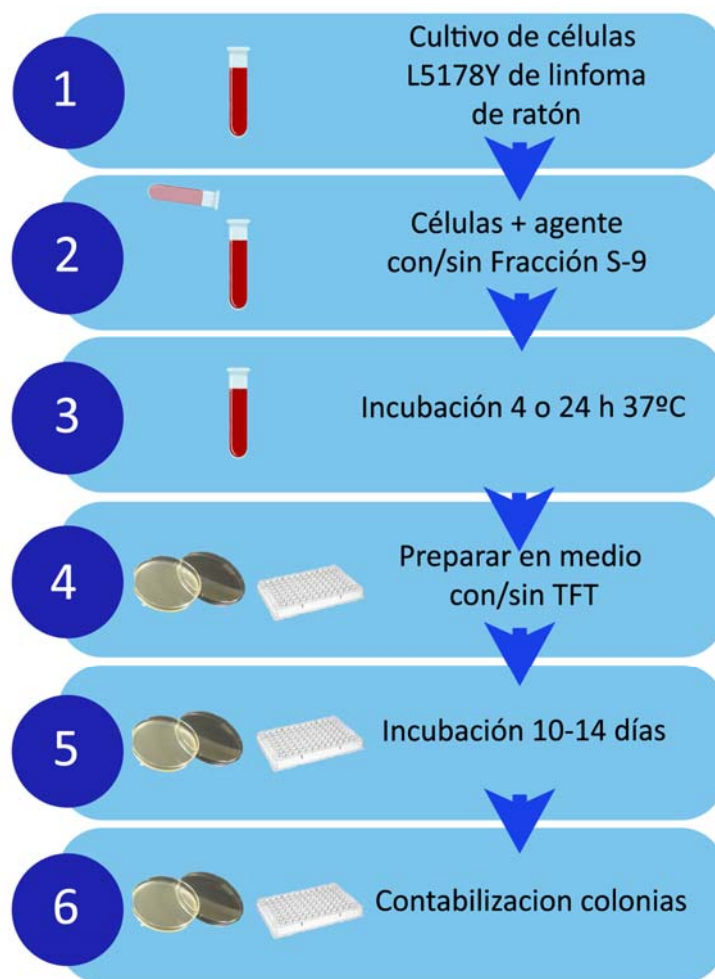 1
Cultivo de células
L5178Y de linfoma
de ratón
2
Células + agente
con/sin Fracción S-9
3
Incubación 4 o 24 h 37ºC
4
Preparar en medio
con/sin TFT
5
Incubación 10-14 días
6
Contabilizacion colonias